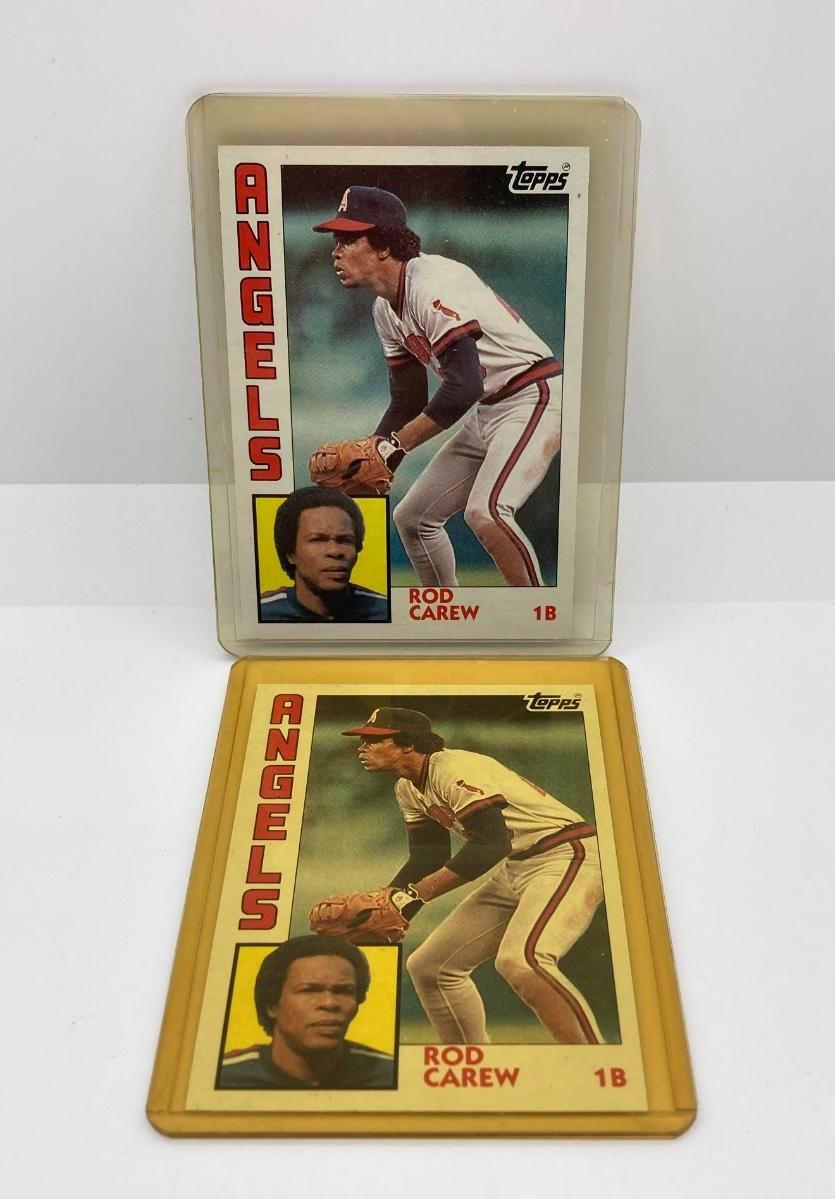 ANGELS
Topps
A
ROD
CAREW
1B
ANGELS
Topps
A
ROD
CAREW
1B